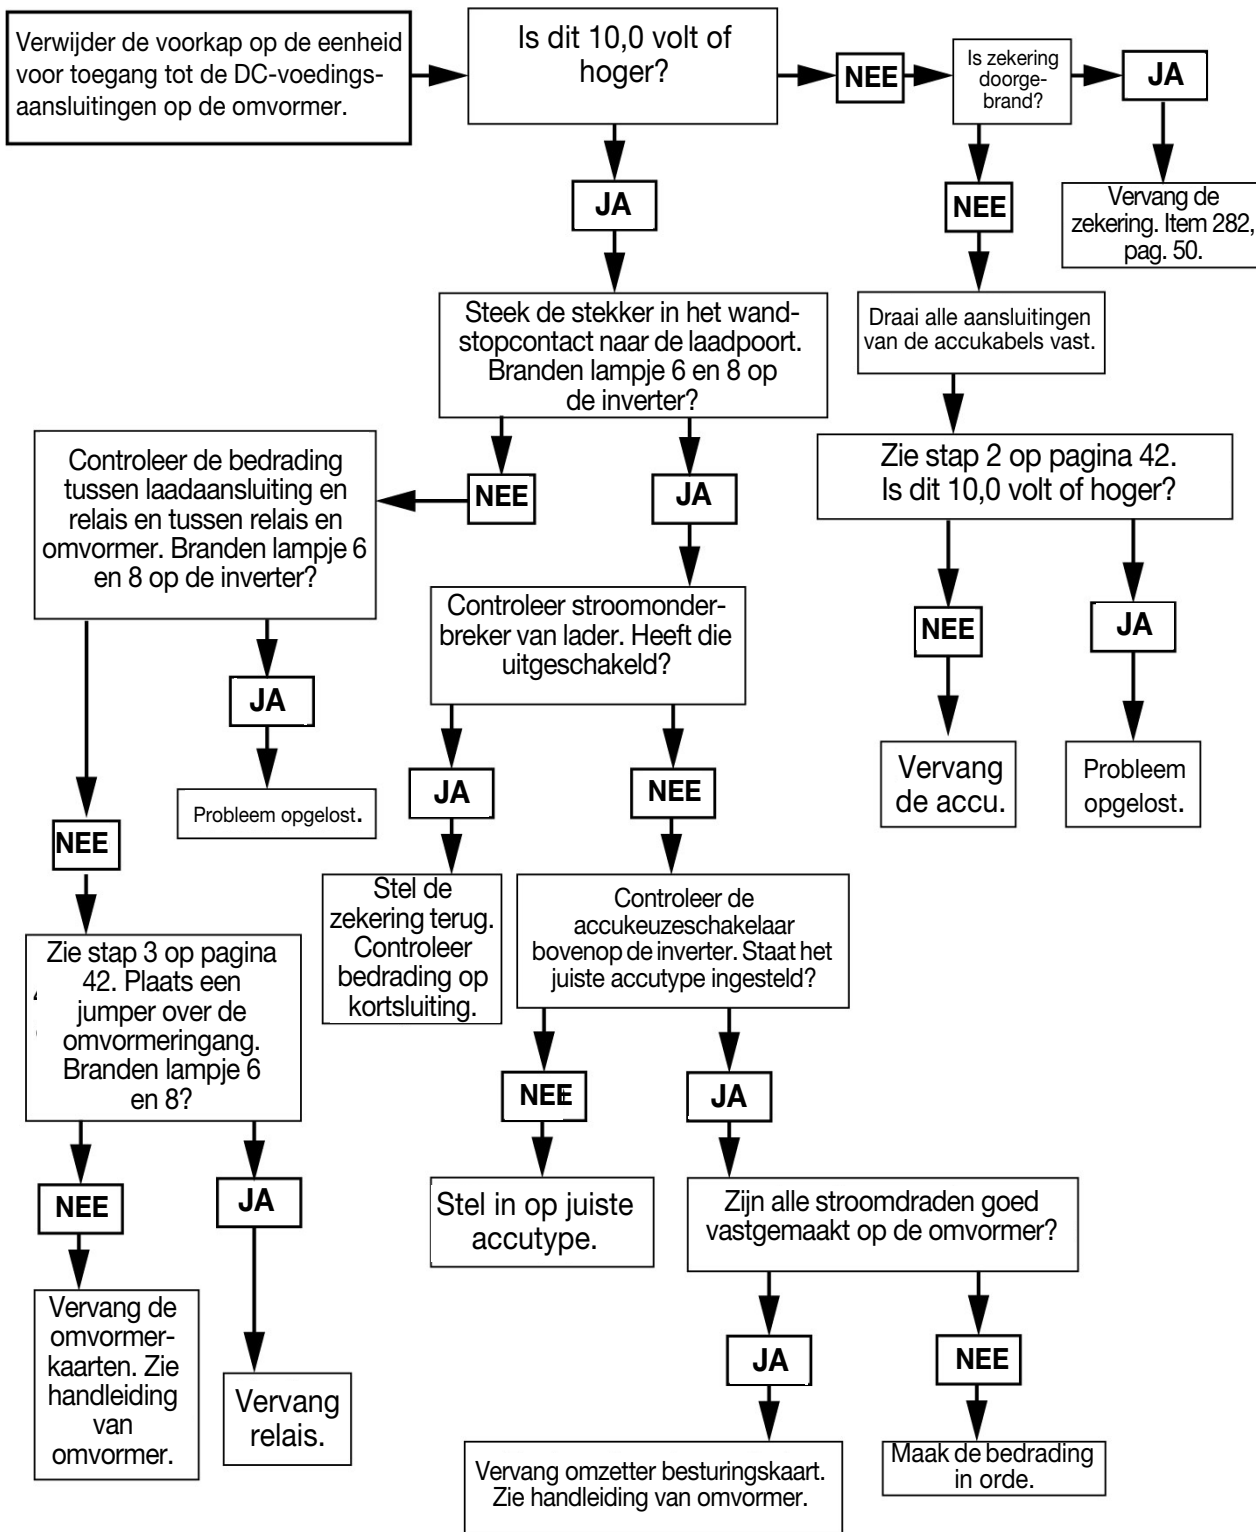 Verwijder de voorkap op de eenheid
voor toegang tot de DC-voedings-
aansluitingen op de omvormer.
Is dit 10,0 volt of
hoger?
NEE
Is zekering
doorge-
brand?
JA
JA
NEE
Vervang de
zekering. Item 282,
pag. 50.
Steek de stekker in het wand-
stopcontact naar de laadpoort.
Branden lampje 6 en 8 op
de inverter?
Draai alle aansluitingen
van de accukabels vast.
Controleer de bedrading
tussen laadaansluiting en
relais en tussen relais en
omvormer. Branden lampje 6
en 8 op de inverter?
NEE
JA
Zie stap 2 op pagina 42.
Is dit 10,0 volt of hoger?
Controleer stroomonder-
breker van lader. Heeft die
uitgeschakeld?
NEE
JA
JA
Probleem opgelost.
JA
NEE
Vervang
de accu.
Probleem
opgelost.
NEE
Stel de
zekering terug.
Controleer
bedrading op
kortsluiting.
Controleer de
accukeuzeschakelaar
bovenop de inverter. Staat het
juiste accutype ingesteld?
Zie stap 3 op pagina
42. Plaats een
jumper over de
omvormeringang.
Branden lampje 6
en 8?
NEE
JA
NEE
JA
Stel in op juiste
accutype.
Zijn alle stroomdraden goed
vastgemaakt op de omvormer?
Vervang de
omvormer-
kaarten. Zie
handleiding
van
omvormer.
Vervang
relais.
JA
NEE
Vervang omzetter besturingskaart.
Zie handleiding van omvormer.
Maak de bedrading
in orde.